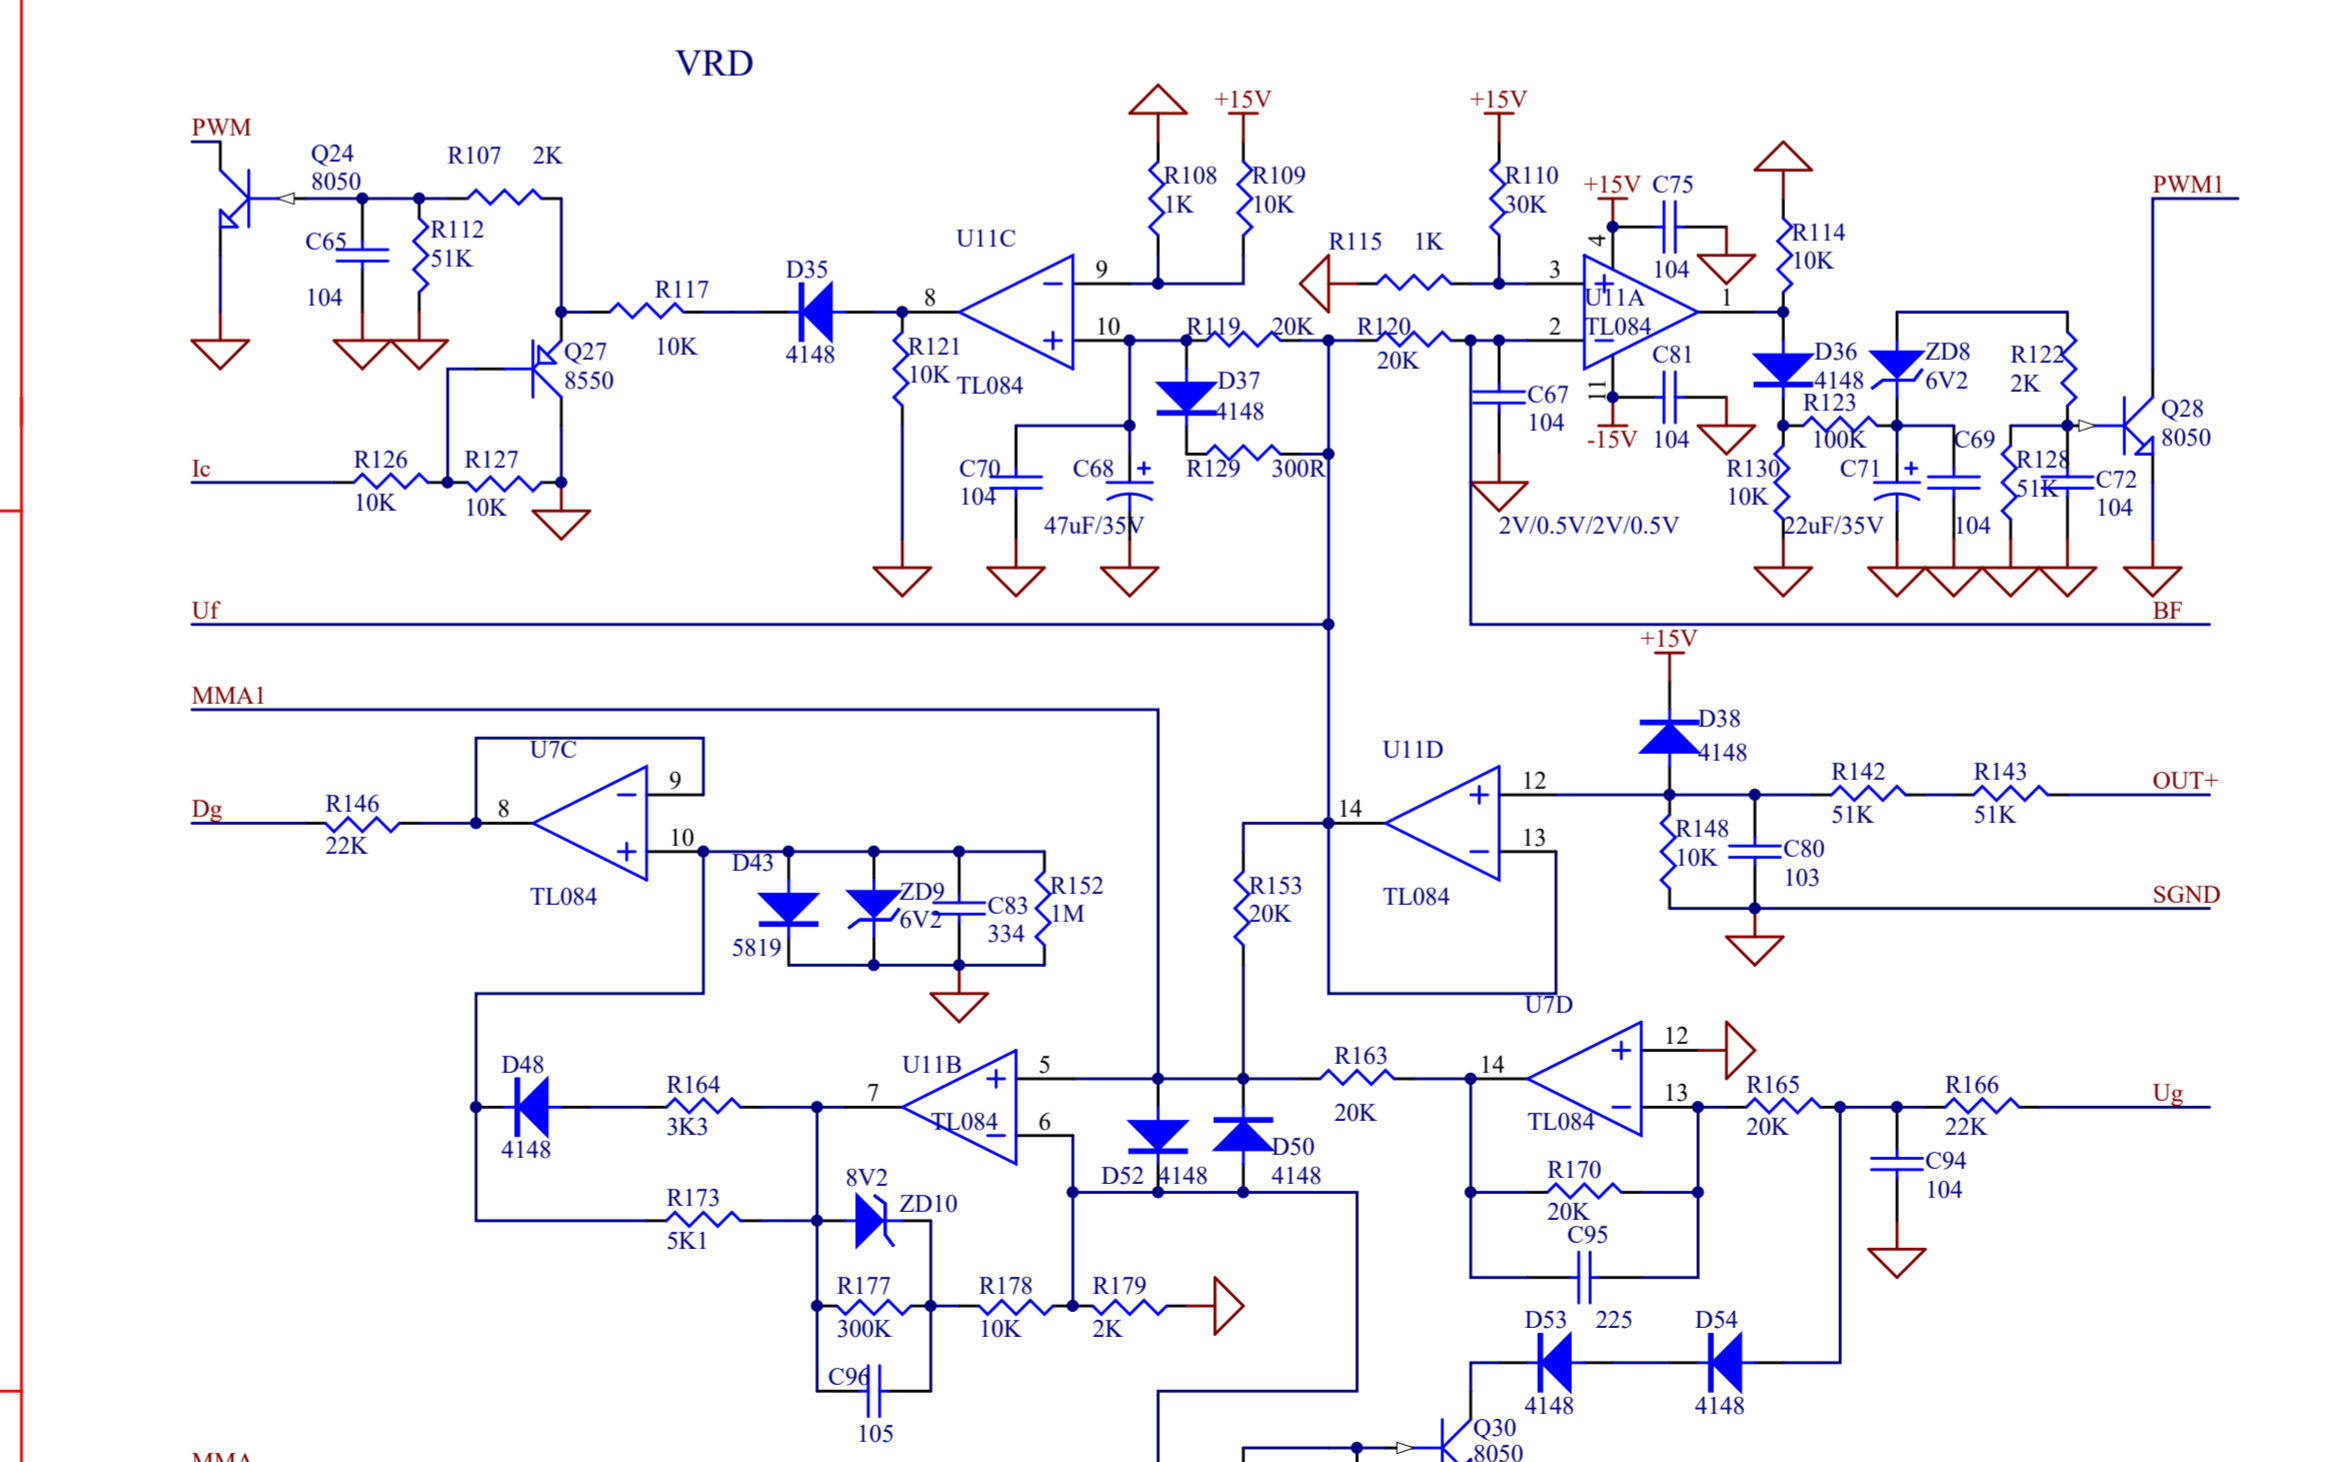 VRD
PWM
Q24
8050
R107 2K
C65
104
R112
51K
R117
10K
D35
4148
Q27
8550
Ic
R126
10K
R127
10K
U11C
8
9
10
TL084
R121
10K
R108
1K
+15V
R109
10K
R119 20K
D37
4148
R129 300R
C70
104
C68
47uF/35V
+15V
R110
30K
R115 1K
R120
20K
3
2
1
U11A
TL084
4
11
+15V
C75
104
C81
104
-15V
C67
104
2V/0.5V/2V/0.5V
R114
10K
D36
4148
R123
100K
R130
10K
ZD8
6V2
C71
22uF/35V
C69
104
R122
2K
R128
51K
C72
104
PWM1
Q28
8050
Uf
BF
MMA1
U7C
9
8
10
TL084
Dg
R146
22K
D43
5819
ZD9
6V2
C83
334
R152
1M
U11D
14
12
13
TL084
R153
20K
+15V
D38
4148
R142
51K
R143
51K
OUT+
R148
10K
C80
103
SGND
D48
4148
R164
3K3
R173
5K1
U11B
7
5
6
TL084
8V2
ZD10
R177
300K
C96
105
R178
10K
R179
2K
D52 4148
D50
4148
R163
20K
U7D
14
12
13
TL084
R165
20K
R166
22K
Ug
R170
20K
C95
225
C94
104
D53
4148
D54
4148
Q30
8050
MMA